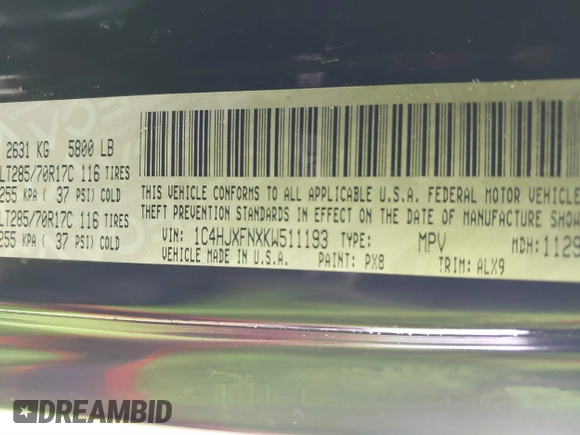 2631 KG 5800 LB
LT285/70R17C 116 TIRES
255 KPA ( 37 PSI) COLD
LT285/70R17C 116 TIRES
255 KPA ( 37 PSI) COLD
THIS VEHICLE CONFORMS TO ALL APPLICABLE U.S.A. FEDERAL MOTOR VEHICLE
THEFT PREVENTION STANDARDS IN EFFECT ON THE DATE OF MANUFACTURE SHOW
VIN: 1C4HJXFNXKW511193 TYPE: MPV MDH: 1129
VEHICLE MADE IN U.S.A. PAINT: PX8 TRIM: ALX9
DREAMBID